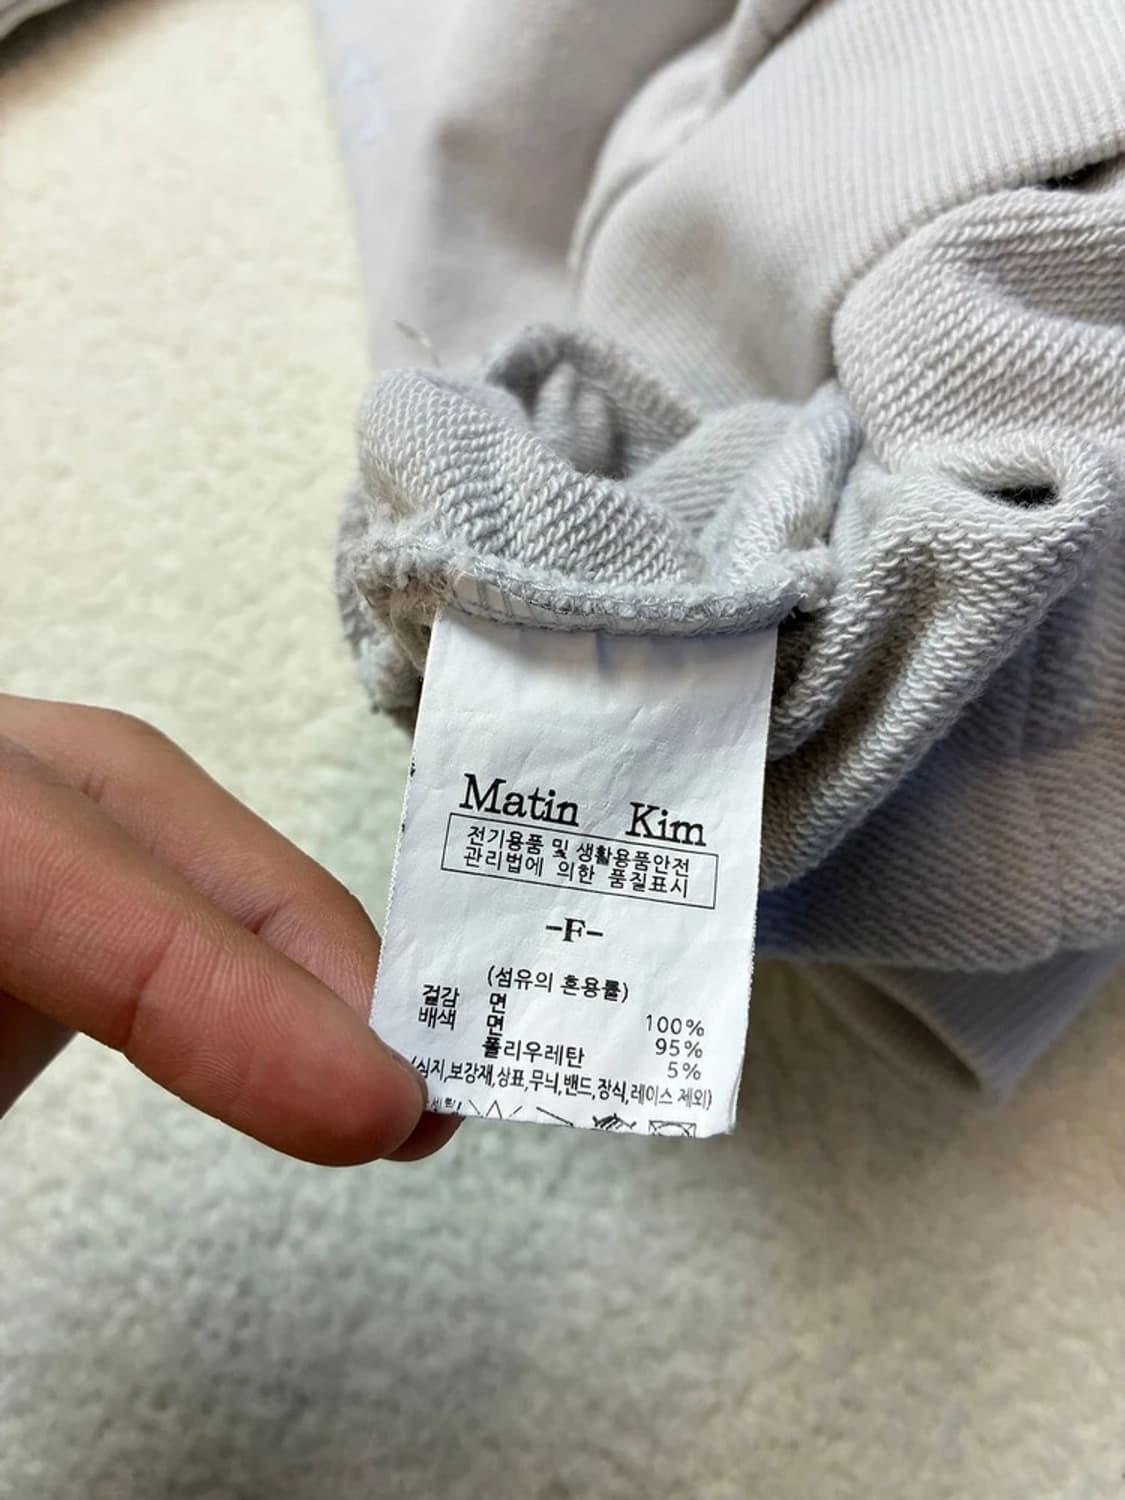 Matin Kim
전기용품 및 생활용품안전
관리법에 의한 품질표시
-F-
(섬유의 혼용률)
겉감 면 100%
배색 면 95%
폴리우레탄 5%
(심지,보강재,상표,무늬,밴드,장식,레이스 제외)